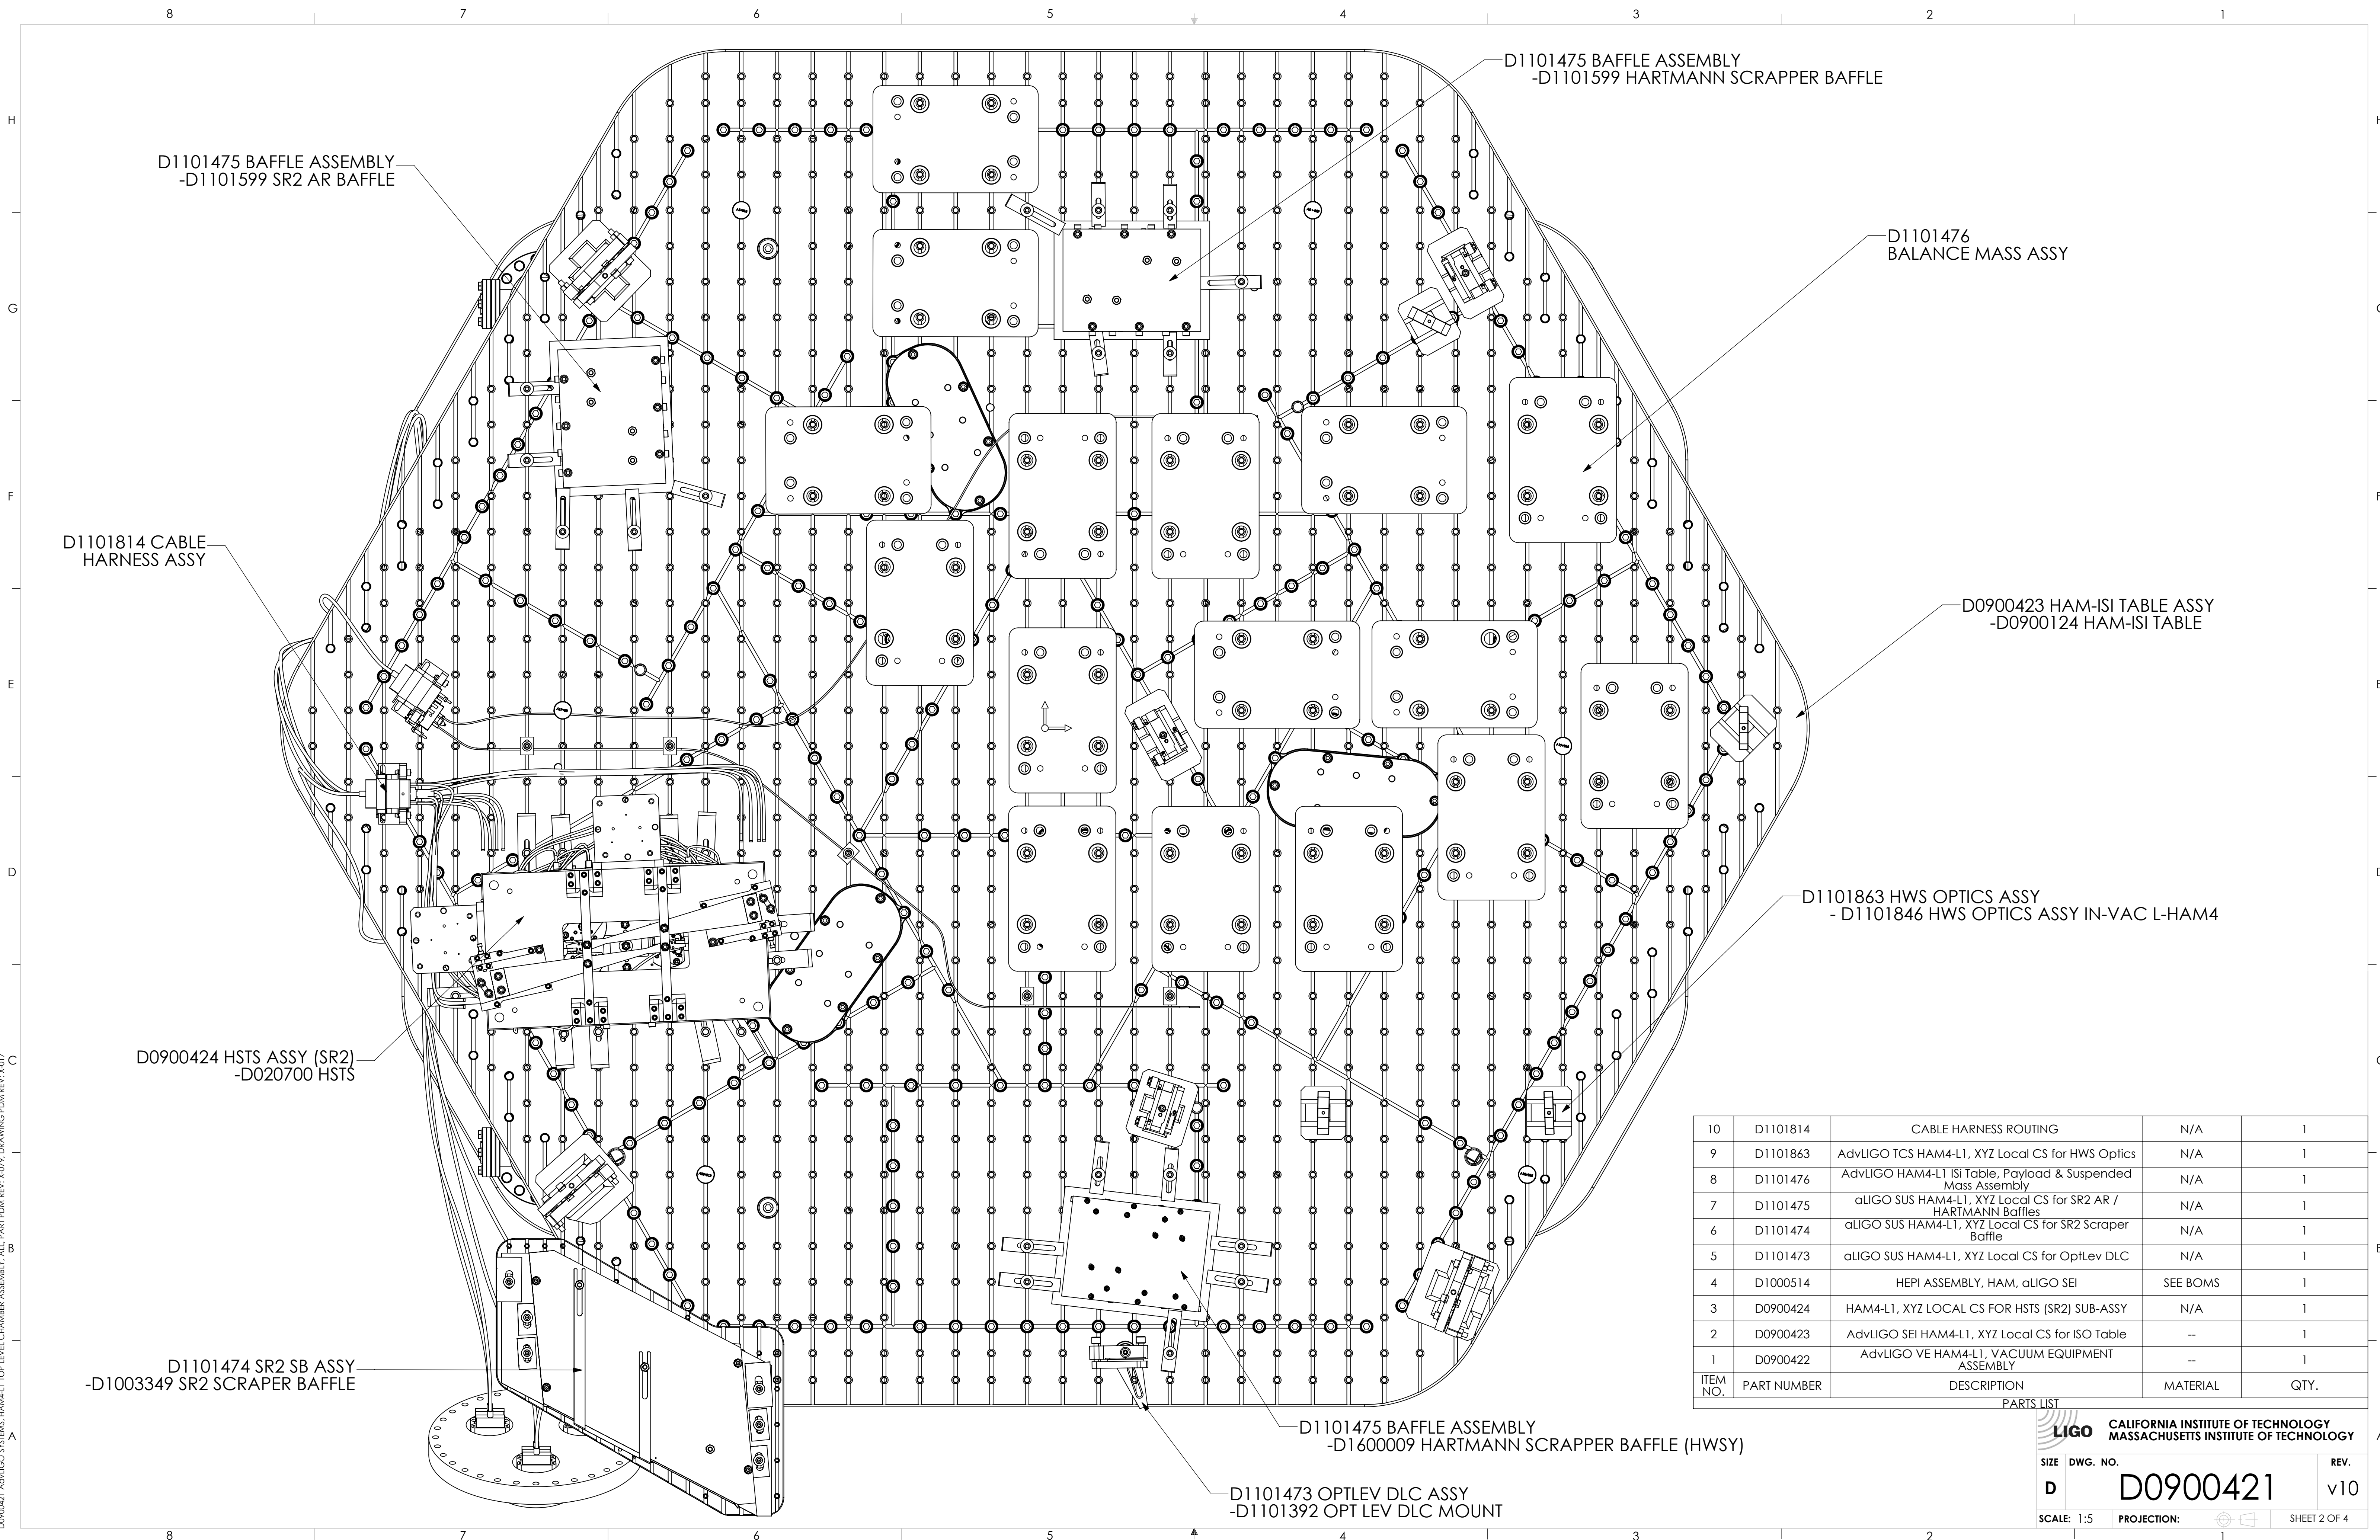 8 7 6 5 4 3 2 1
D1101475 BAFFLE ASSEMBLY
-D1101599 HARTMANN SCRAPPER BAFFLE
H
D1101475 BAFFLE ASSEMBLY
-D1101599 SR2 AR BAFFLE
D1101476
BALANCE MASS ASSY
G
F
D1101814 CABLE
HARNESS ASSY
D0900423 HAM-ISI TABLE ASSY
-D0900124 HAM-ISI TABLE
E
D
D1101863 HWS OPTICS ASSY
- D1101846 HWS OPTICS ASSY IN-VAC L-HAM4
D0900424 HSTS ASSY (SR2)
-D020700 HSTS
C
B
D1101474 SR2 SB ASSY
-D1003349 SR2 SCRAPER BAFFLE
A
D1101475 BAFFLE ASSEMBLY
-D1600009 HARTMANN SCRAPPER BAFFLE (HWSY)
D1101473 OPTLEV DLC ASSY
-D1101392 OPT LEV DLC MOUNT
10 D1101814 CABLE HARNESS ROUTING N/A 1
9 D1101863 AdvLIGO TCS HAM4-L1, XYZ Local CS for HWS Optics N/A 1
8 D1101476 AdvLIGO HAM4-L1 ISi Table, Payload & Suspended Mass Assembly N/A 1
7 D1101475 aLIGO SUS HAM4-L1, XYZ Local CS for SR2 AR / HARTMANN Baffles N/A 1
6 D1101474 aLIGO SUS HAM4-L1, XYZ Local CS for SR2 Scraper Baffle N/A 1
5 D1101473 aLIGO SUS HAM4-L1, XYZ Local CS for OptLev DLC N/A 1
4 D1000514 HEPI ASSEMBLY, HAM, aLIGO SEI SEE BOMS 1
3 D0900424 HAM4-L1, XYZ LOCAL CS FOR HSTS (SR2) SUB-ASSY N/A 1
2 D0900423 AdvLIGO SEI HAM4-L1, XYZ Local CS for ISO Table -- 1
1 D0900422 AdvLIGO VE HAM4-L1, VACUUM EQUIPMENT ASSEMBLY -- 1
ITEM NO. PART NUMBER DESCRIPTION MATERIAL QTY.
PARTS LIST
LIGO
CALIFORNIA INSTITUTE OF TECHNOLOGY
MASSACHUSETTS INSTITUTE OF TECHNOLOGY
SIZE DWG. NO. REV.
D D0900421 v10
SCALE: 1:5 PROJECTION: SHEET 2 OF 4
8 7 6 5 4 3 2 1